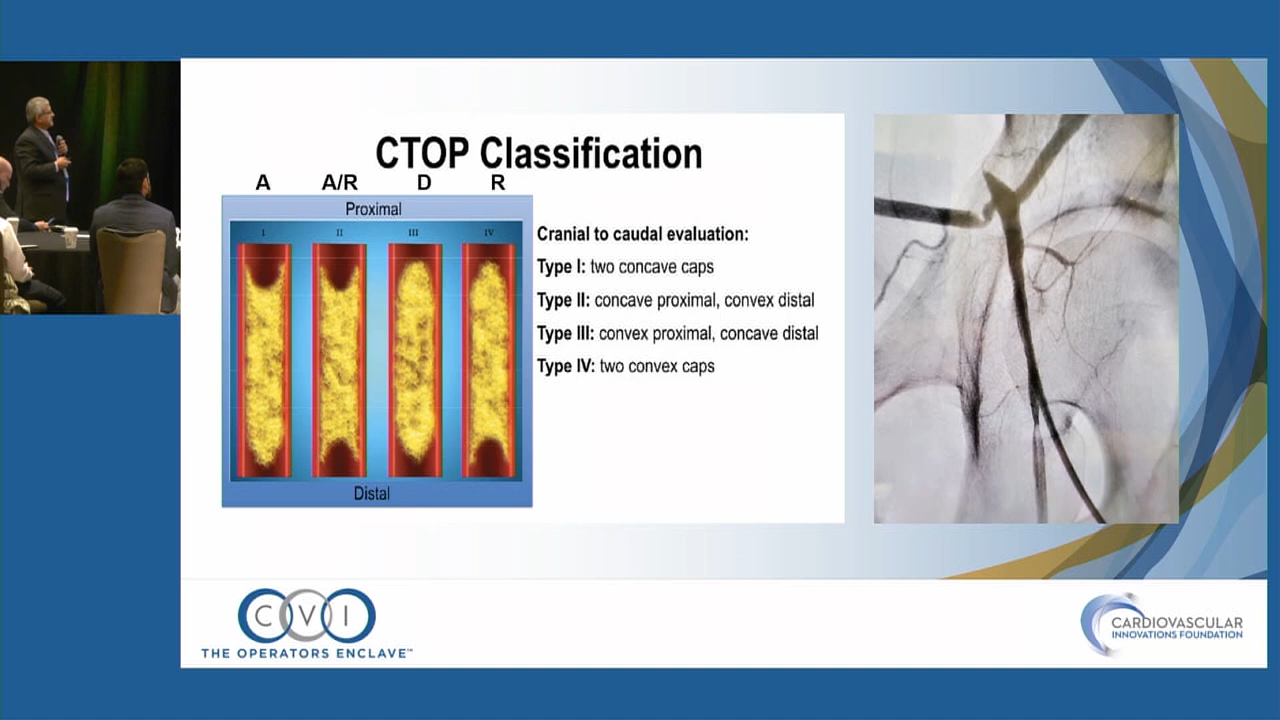 CTOP Classification
A A/R D R
Proximal
I II III IV
Distal
Cranial to caudal evaluation:
Type I: two concave caps
Type II: concave proximal, convex distal
Type III: convex proximal, concave distal
Type IV: two convex caps
CVI
THE OPERATORS ENCLAVE™
CARDIOVASCULAR
INNOVATIONS FOUNDATION